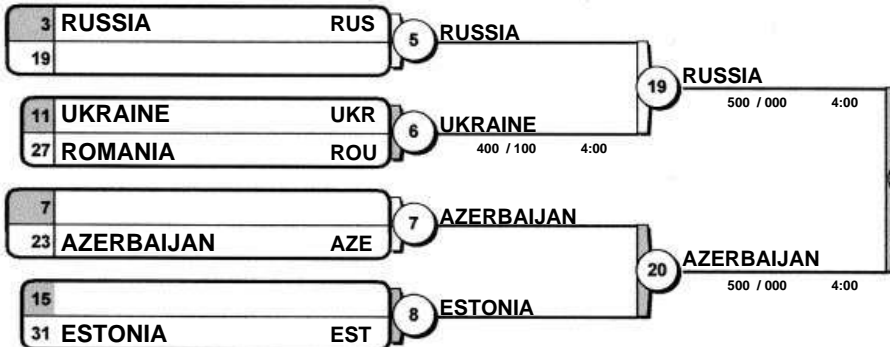 3 RUSSIA RUS
19
5 RUSSIA
11 UKRAINE UKR
27 ROMANIA ROU
6 UKRAINE
400 / 100 4:00
19 RUSSIA
500 / 000 4:00
7
23 AZERBAIJAN AZE
7 AZERBAIJAN
15
31 ESTONIA EST
8 ESTONIA
20 AZERBAIJAN
500 / 000 4:00